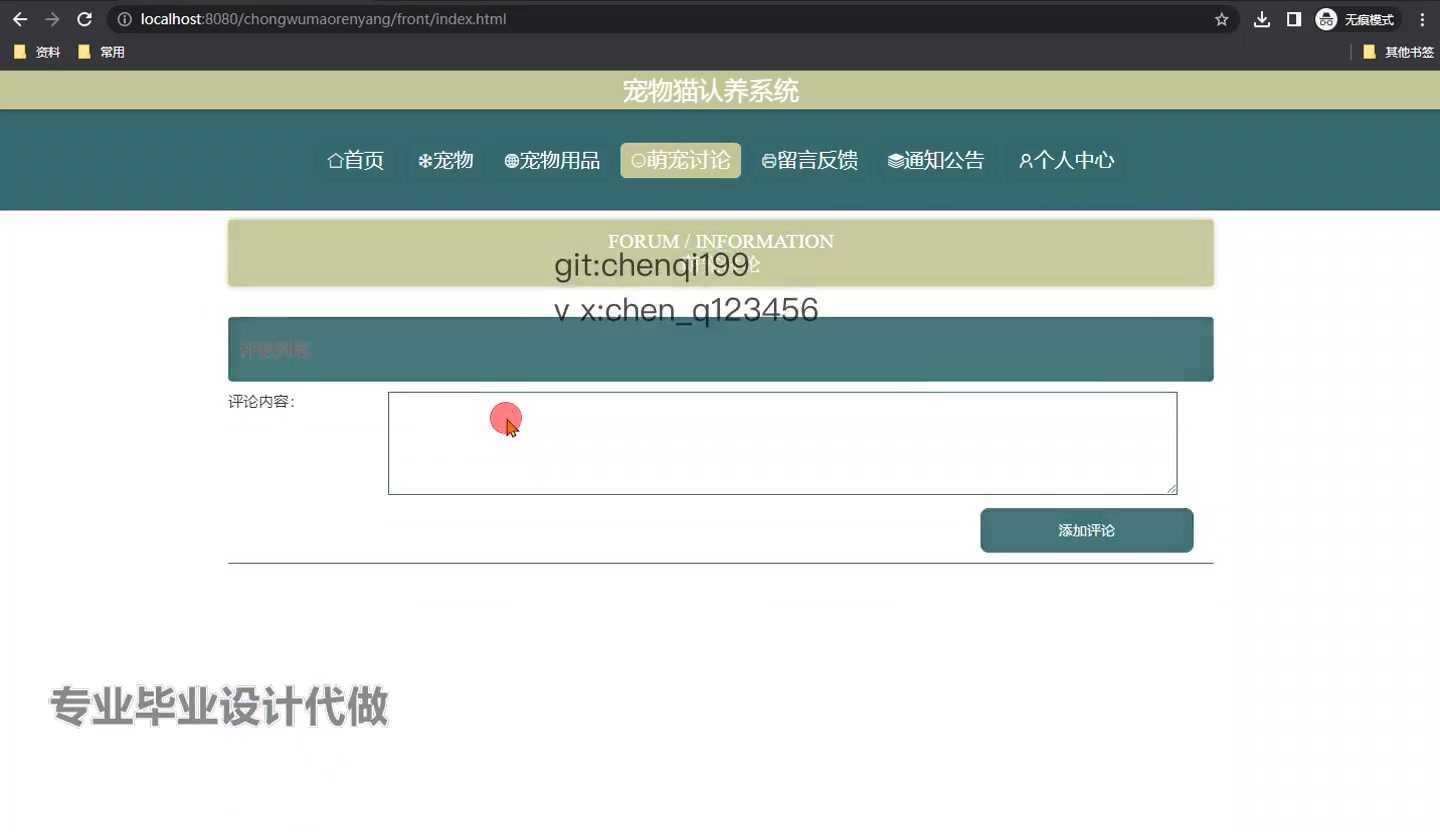 localhost:8080/chongwumaorenyang/front/index.html
无痕模式
资料 常用 其他书签
宠物猫认养系统
首页 宠物 宠物用品 萌宠讨论 留言反馈 通知公告 个人中心
FORUM / INFORMATION
git:chenqi199
v x:chen_q123456
评论列表
评论内容：
添加评论
专业毕业设计代做